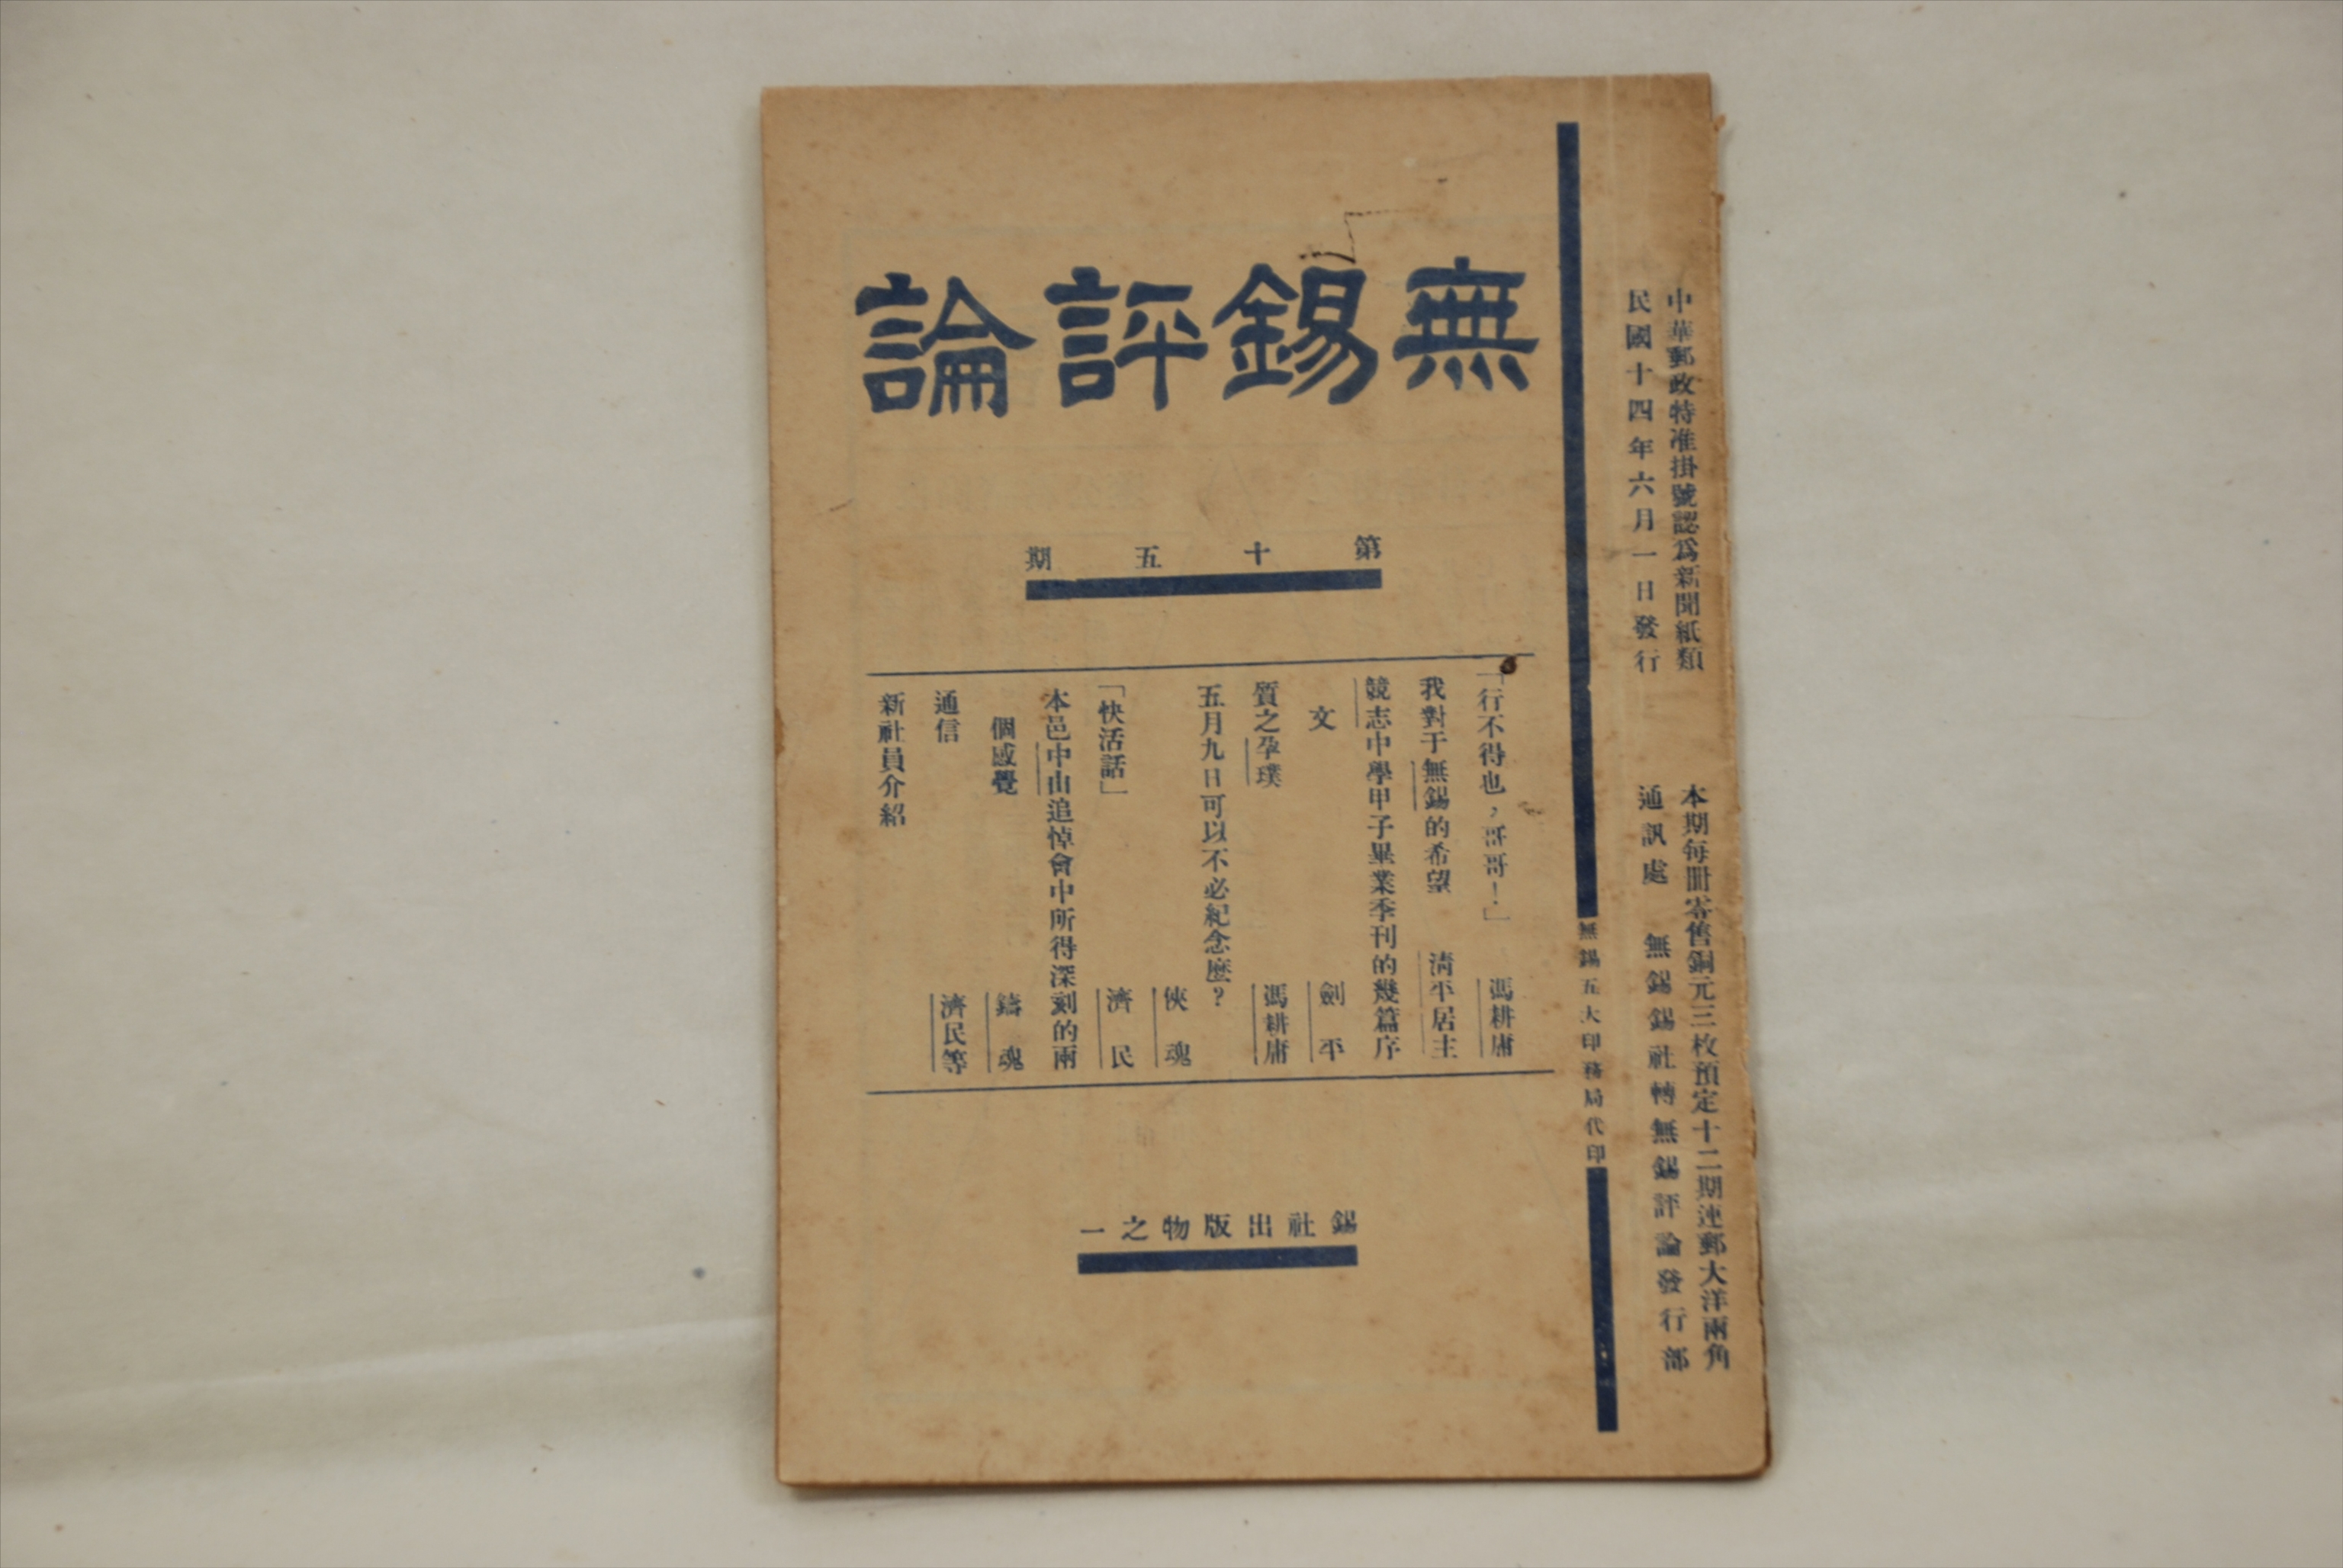 中華郵政特准掛號認爲新聞紙類
民國十四年六月一日發行
本期每冊零售銅元三枚預定十二期連郵大洋兩角
通訊處 無錫錫社轉無錫評論發行部
無錫五大印務局代印
無錫評論
第十五期
「行不得也，哥哥！」 馮耕庸
我對于無錫的希望 淸平居主
競志中學甲子畢業季刊的幾篇序
文 劍平
質之孕璞 馮耕庸
五月九日可以不必紀念麼？
俠魂
「快活話」 濟民
本邑中山追悼會中所得深刻的兩
個感覺 鑄魂
通信 濟民等
新社員介紹
錫社出版物之一